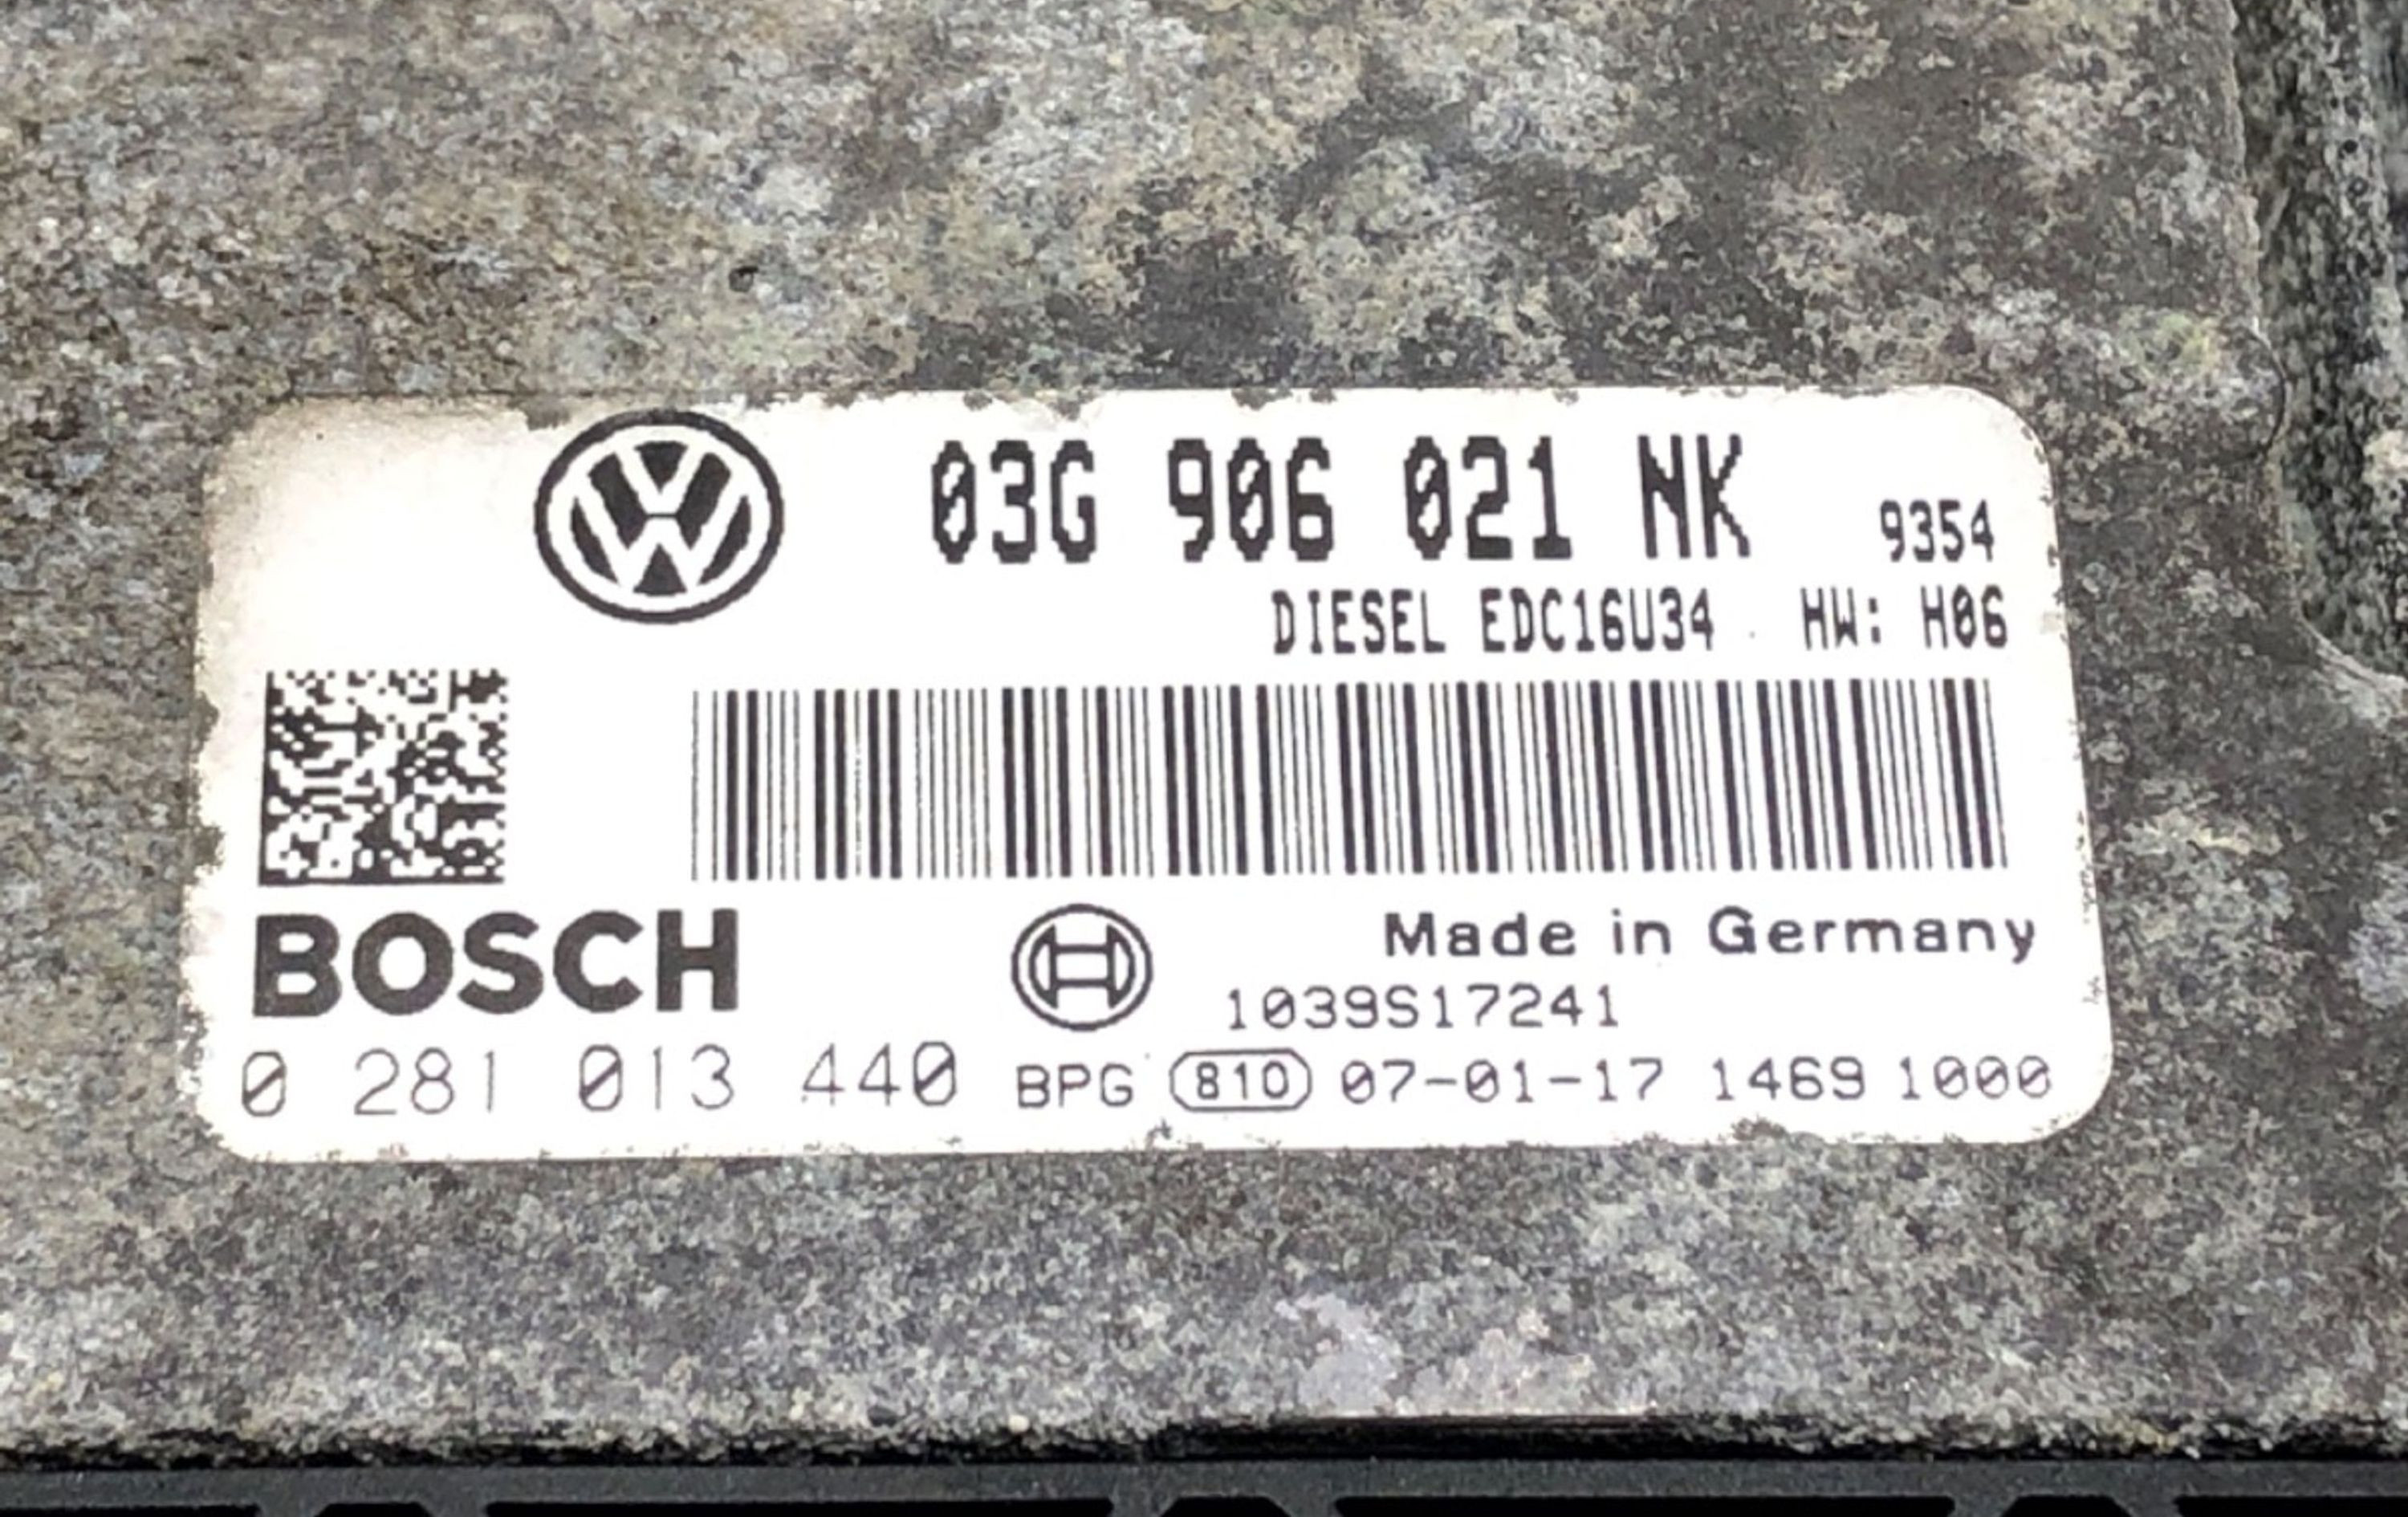 03G 906 021 NK 9354
DIESEL EDC16U34 HW: H06
BOSCH
Made in Germany
1039S17241
0 281 013 440 BPG 810 07-01-17 1469 1000